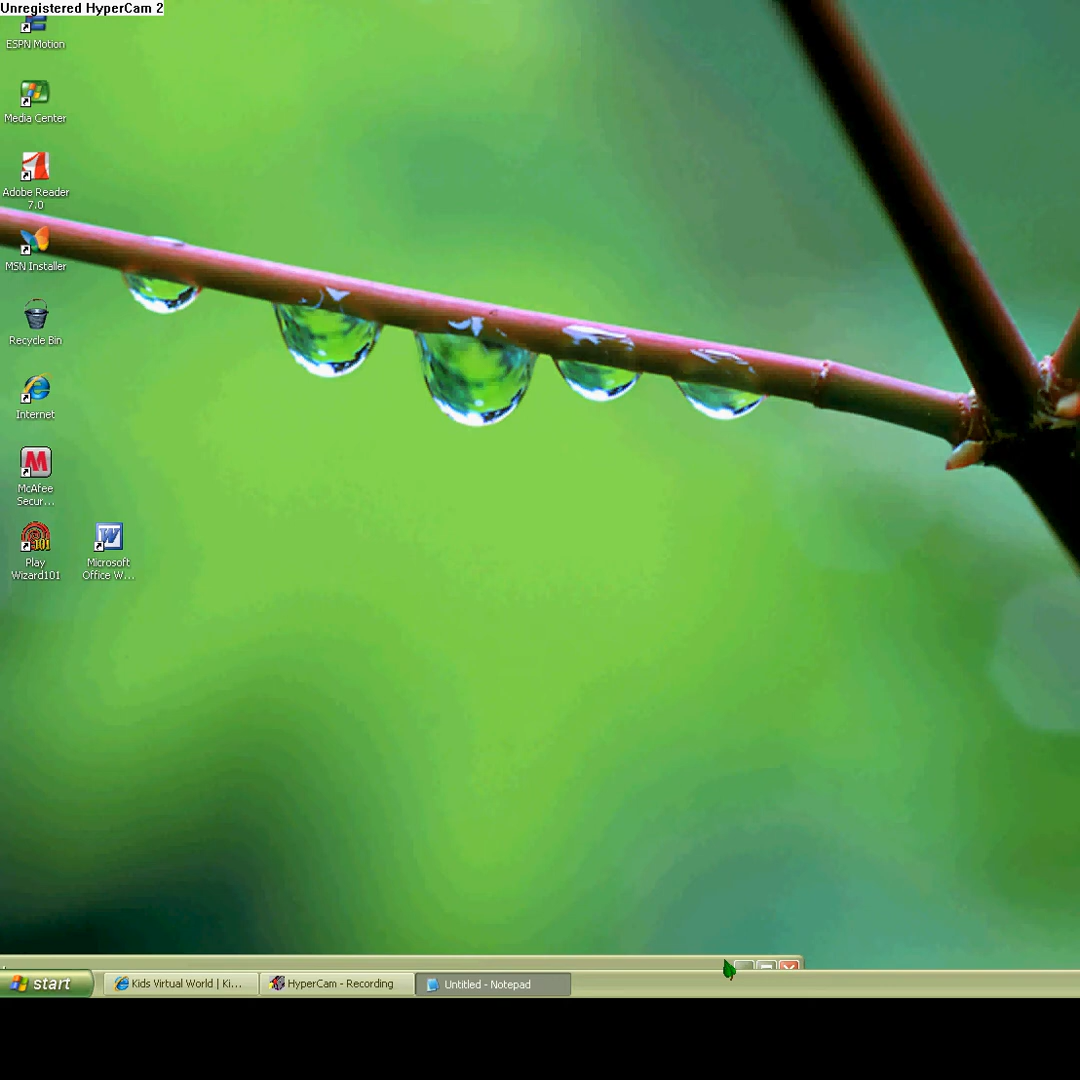 Unregistered HyperCam 2
ESPN Motion
Media Center
Adobe Reader
7.0
MSN Installer
Recycle Bin
Internet
McAfee
Secur...
Play
Wizard101
Microsoft
Office W...
start
Kids Virtual World | Ki...
HyperCam - Recording
Untitled - Notepad